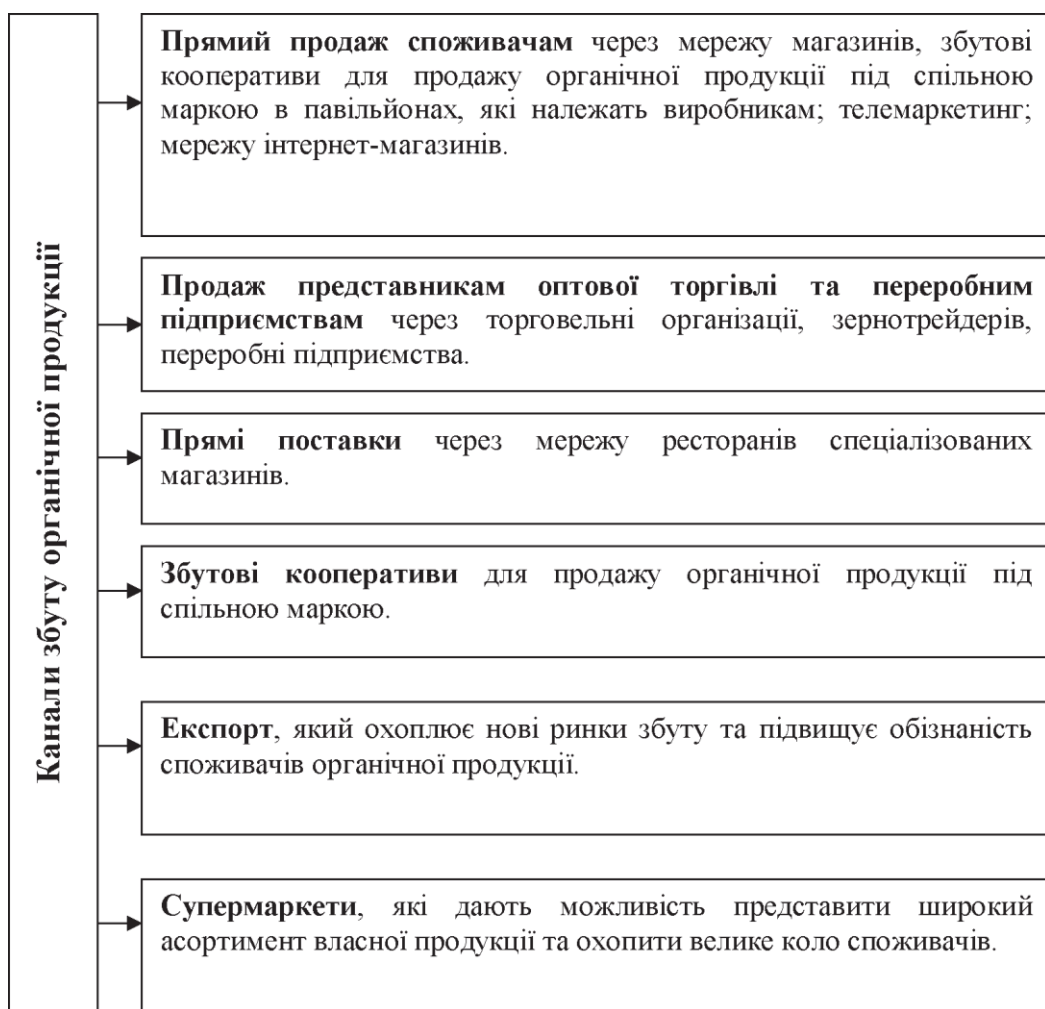 Канали збуту органічної продукції
Прямий продаж споживачам через мережу магазинів, збутові
кооперативи для продажу органічної продукції під спільною
маркою в павільйонах, які належать виробникам; телемаркетинг;
мережу інтернет-магазинів.
Продаж представникам оптової торгівлі та переробним
підприємствам через торговельні організації, зернотрейдерів,
переробні підприємства.
Прямі поставки через мережу ресторанів спеціалізованих
магазинів.
Збутові кооперативи для продажу органічної продукції під
спільною маркою.
Експорт, який охоплює нові ринки збуту та підвищує обізнаність
споживачів органічної продукції.
Супермаркети, які дають можливість представити широкий
асортимент власної продукції та охопити велике коло споживачів.